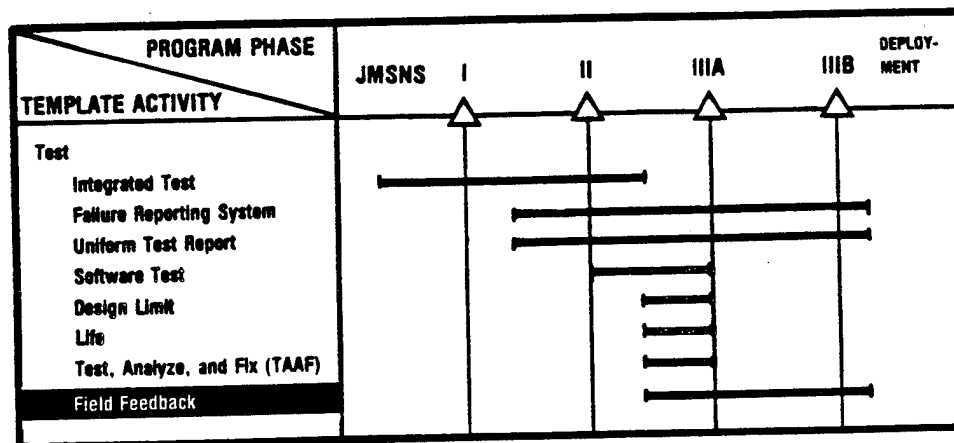 PROGRAM PHASE
TEMPLATE ACTIVITY
JMSNS I II IIIA IIIB DEPLOY-
MENT
Test
Integrated Test
Failure Reporting System
Uniform Test Report
Software Test
Design Limit
Life
Test, Analyze, and Fix (TAAF)
Field Feedback